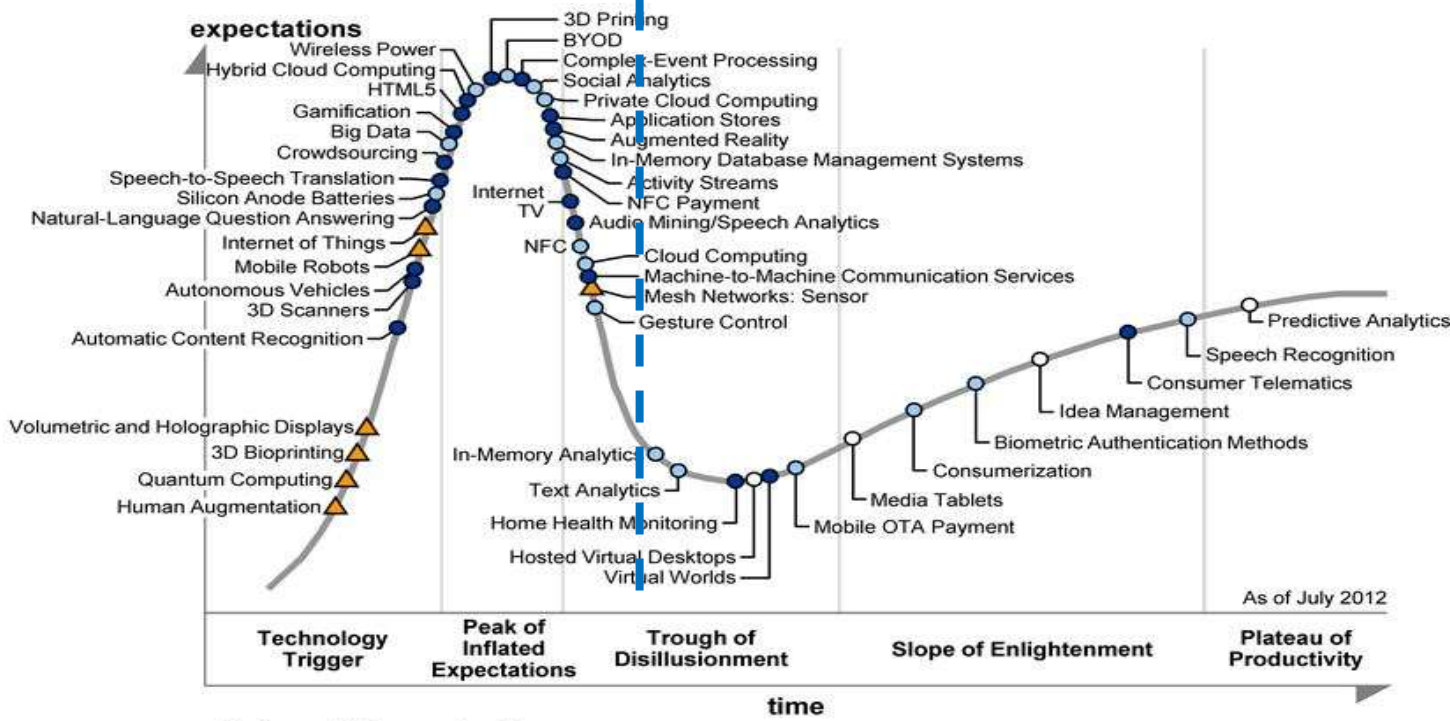 expectations
3D Printing
BYOD
Wireless Power
Complex-Event Processing
Hybrid Cloud Computing
Social Analytics
HTML5
Private Cloud Computing
Gamification
Application Stores
Big Data
Augmented Reality
Crowdsourcing
In-Memory Database Management Systems
Speech-to-Speech Translation
Activity Streams
Silicon Anode Batteries
Internet
TV
NFC Payment
Natural-Language Question Answering
Audio Mining/Speech Analytics
Internet of Things
NFC
Cloud Computing
Mobile Robots
Machine-to-Machine Communication Services
Autonomous Vehicles
Mesh Networks: Sensor
3D Scanners
Gesture Control
Predictive Analytics
Automatic Content Recognition
Speech Recognition
Consumer Telematics
Idea Management
Volumetric and Holographic Displays
Biometric Authentication Methods
3D Bioprinting
In-Memory Analytics
Consumerization
Quantum Computing
Text Analytics
Media Tablets
Human Augmentation
Home Health Monitoring
Mobile OTA Payment
Hosted Virtual Desktops
Virtual Worlds
As of July 2012
Technology
Trigger
Peak of
Inflated
Expectations
Trough of
Disillusionment
Slope of Enlightenment
Plateau of
Productivity
time